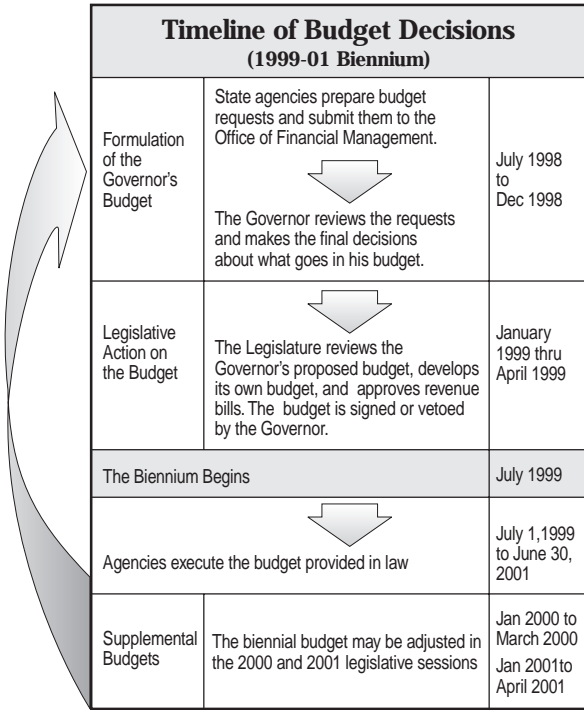 Timeline of Budget Decisions
(1999-01 Biennium)
Formulation
of the
Governor's
Budget
State agencies prepare budget
requests and submit them to the
Office of Financial Management.
The Governor reviews the requests
and makes the final decisions
about what goes in his budget.
July 1998
to
Dec 1998
Legislative
Action on
the Budget
The Legislature reviews the
Governor's proposed budget, develops
its own budget, and approves revenue
bills. The budget is signed or vetoed
by the Governor.
January
1999 thru
April 1999
The Biennium Begins
July 1999
Agencies execute the budget provided in law
July 1,1999
to June 30,
2001
Supplemental
Budgets
The biennial budget may be adjusted in
the 2000 and 2001 legislative sessions
Jan 2000 to
March 2000
Jan 2001to
April 2001